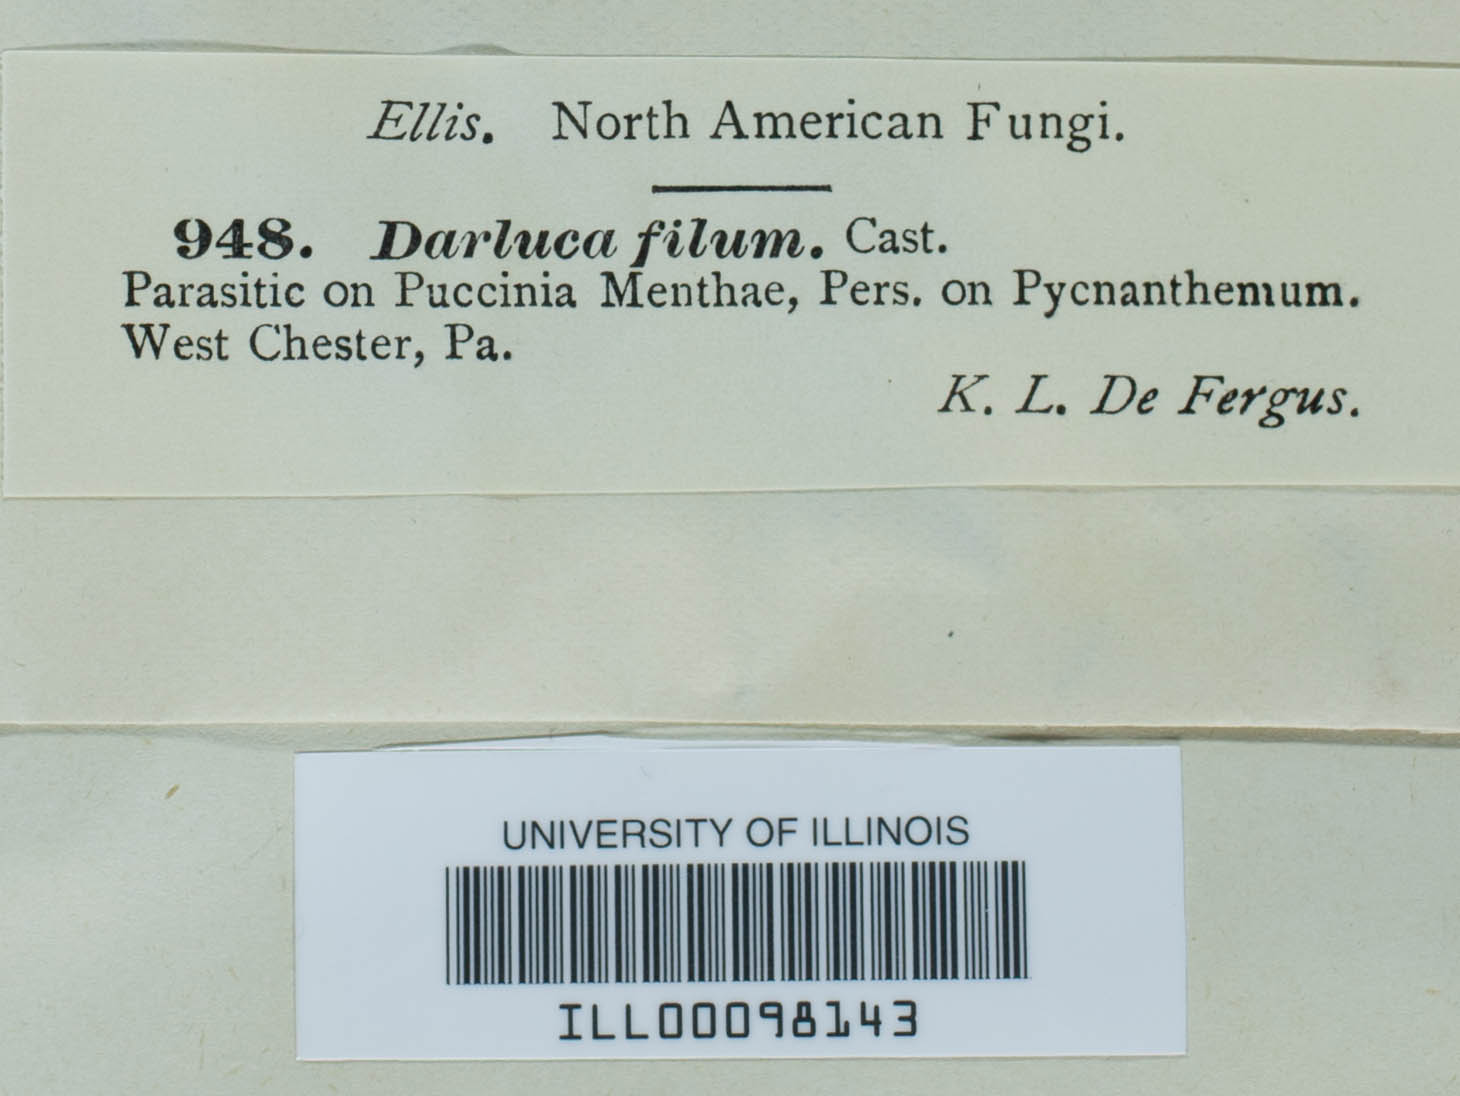 Ellis. North American Fungi.
948. Darluca filum. Cast.
Parasitic on Puccinia Menthae, Pers. on Pycnanthemum.
West Chester, Pa.
K. L. De Fergus.
UNIVERSITY OF ILLINOIS
ILL00098143